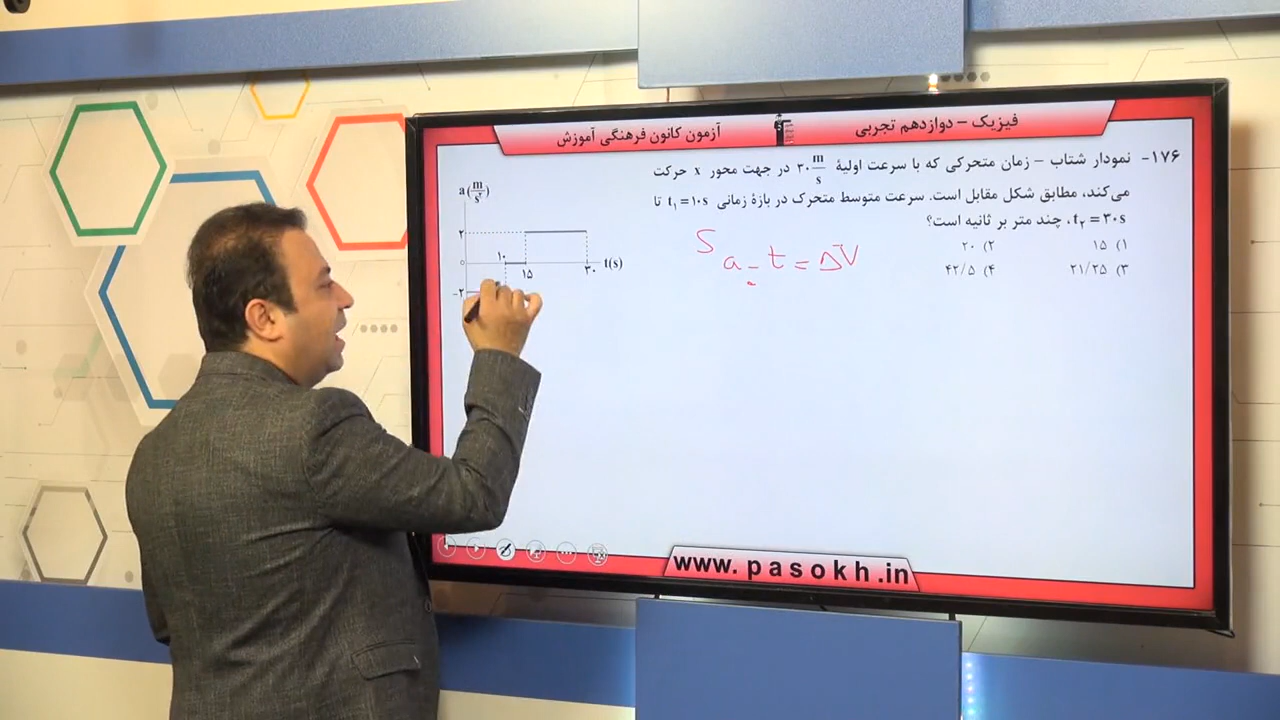 آزمون کانون فرهنگی آموزش
فیزیک – دوازدهم تجربی
۱۷۶- نمودار شتاب – زمان متحرکی که با سرعت اولیهٔ ۳۰ m/s در جهت محور x حرکت
می‌کند، مطابق شکل مقابل است. سرعت متوسط متحرک در بازهٔ زمانی t₁ = ۱۰s تا
t₂ = ۳۰s، چند متر بر ثانیه است؟
۱) ۱۵
۲) ۲۰
۳) ۲۱/۲۵
۴) ۴۲/۵
a (m/s²)
۲
۰
-۲
۱۰
۱۵
۳۰
t(s)
S a - t = ΔV
www.pasokh.in